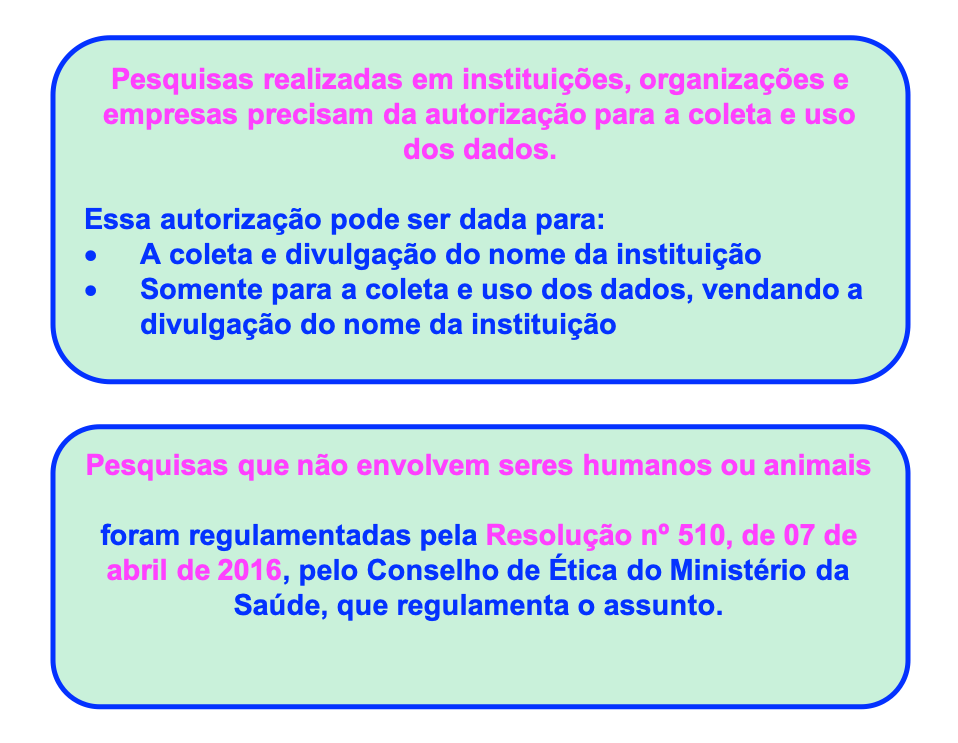 Pesquisas realizadas em instituições, organizações e
empresas precisam da autorização para a coleta e uso
dos dados.
Essa autorização pode ser dada para:
• A coleta e divulgação do nome da instituição
• Somente para a coleta e uso dos dados, vendando a
divulgação do nome da instituição
Pesquisas que não envolvem seres humanos ou animais
foram regulamentadas pela Resolução nº 510, de 07 de
abril de 2016, pelo Conselho de Ética do Ministério da
Saúde, que regulamenta o assunto.